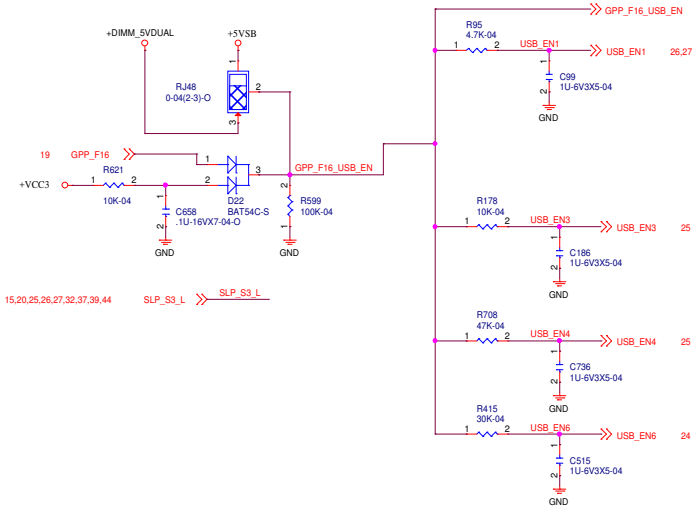 GPP_F16_USB_EN
R95
4.7K-04
+DIMM_5VDUAL
+5VSB
1
2
USB_EN1
USB_EN1
26,27
1
C99
1U-6V3X5-04
2
GND
1
RJ48
0-04(2-3)-O
2
3
19
GPP_F16
1
3
GPP_F16_USB_EN
R621
+VCC3
1
2
2
10K-04
D22
BAT54C-S
1
C658
.1U-16VX7-04-O
2
GND
2
R599
100K-04
1
GND
R178
10K-04
1
2
USB_EN3
USB_EN3
25
1
C186
1U-6V3X5-04
2
GND
15,20,25,26,27,32,37,39,44
SLP_S3_L
SLP_S3_L
R708
47K-04
1
2
USB_EN4
USB_EN4
25
1
C736
1U-6V3X5-04
2
GND
R415
30K-04
1
2
USB_EN6
USB_EN6
24
1
C515
1U-6V3X5-04
2
GND